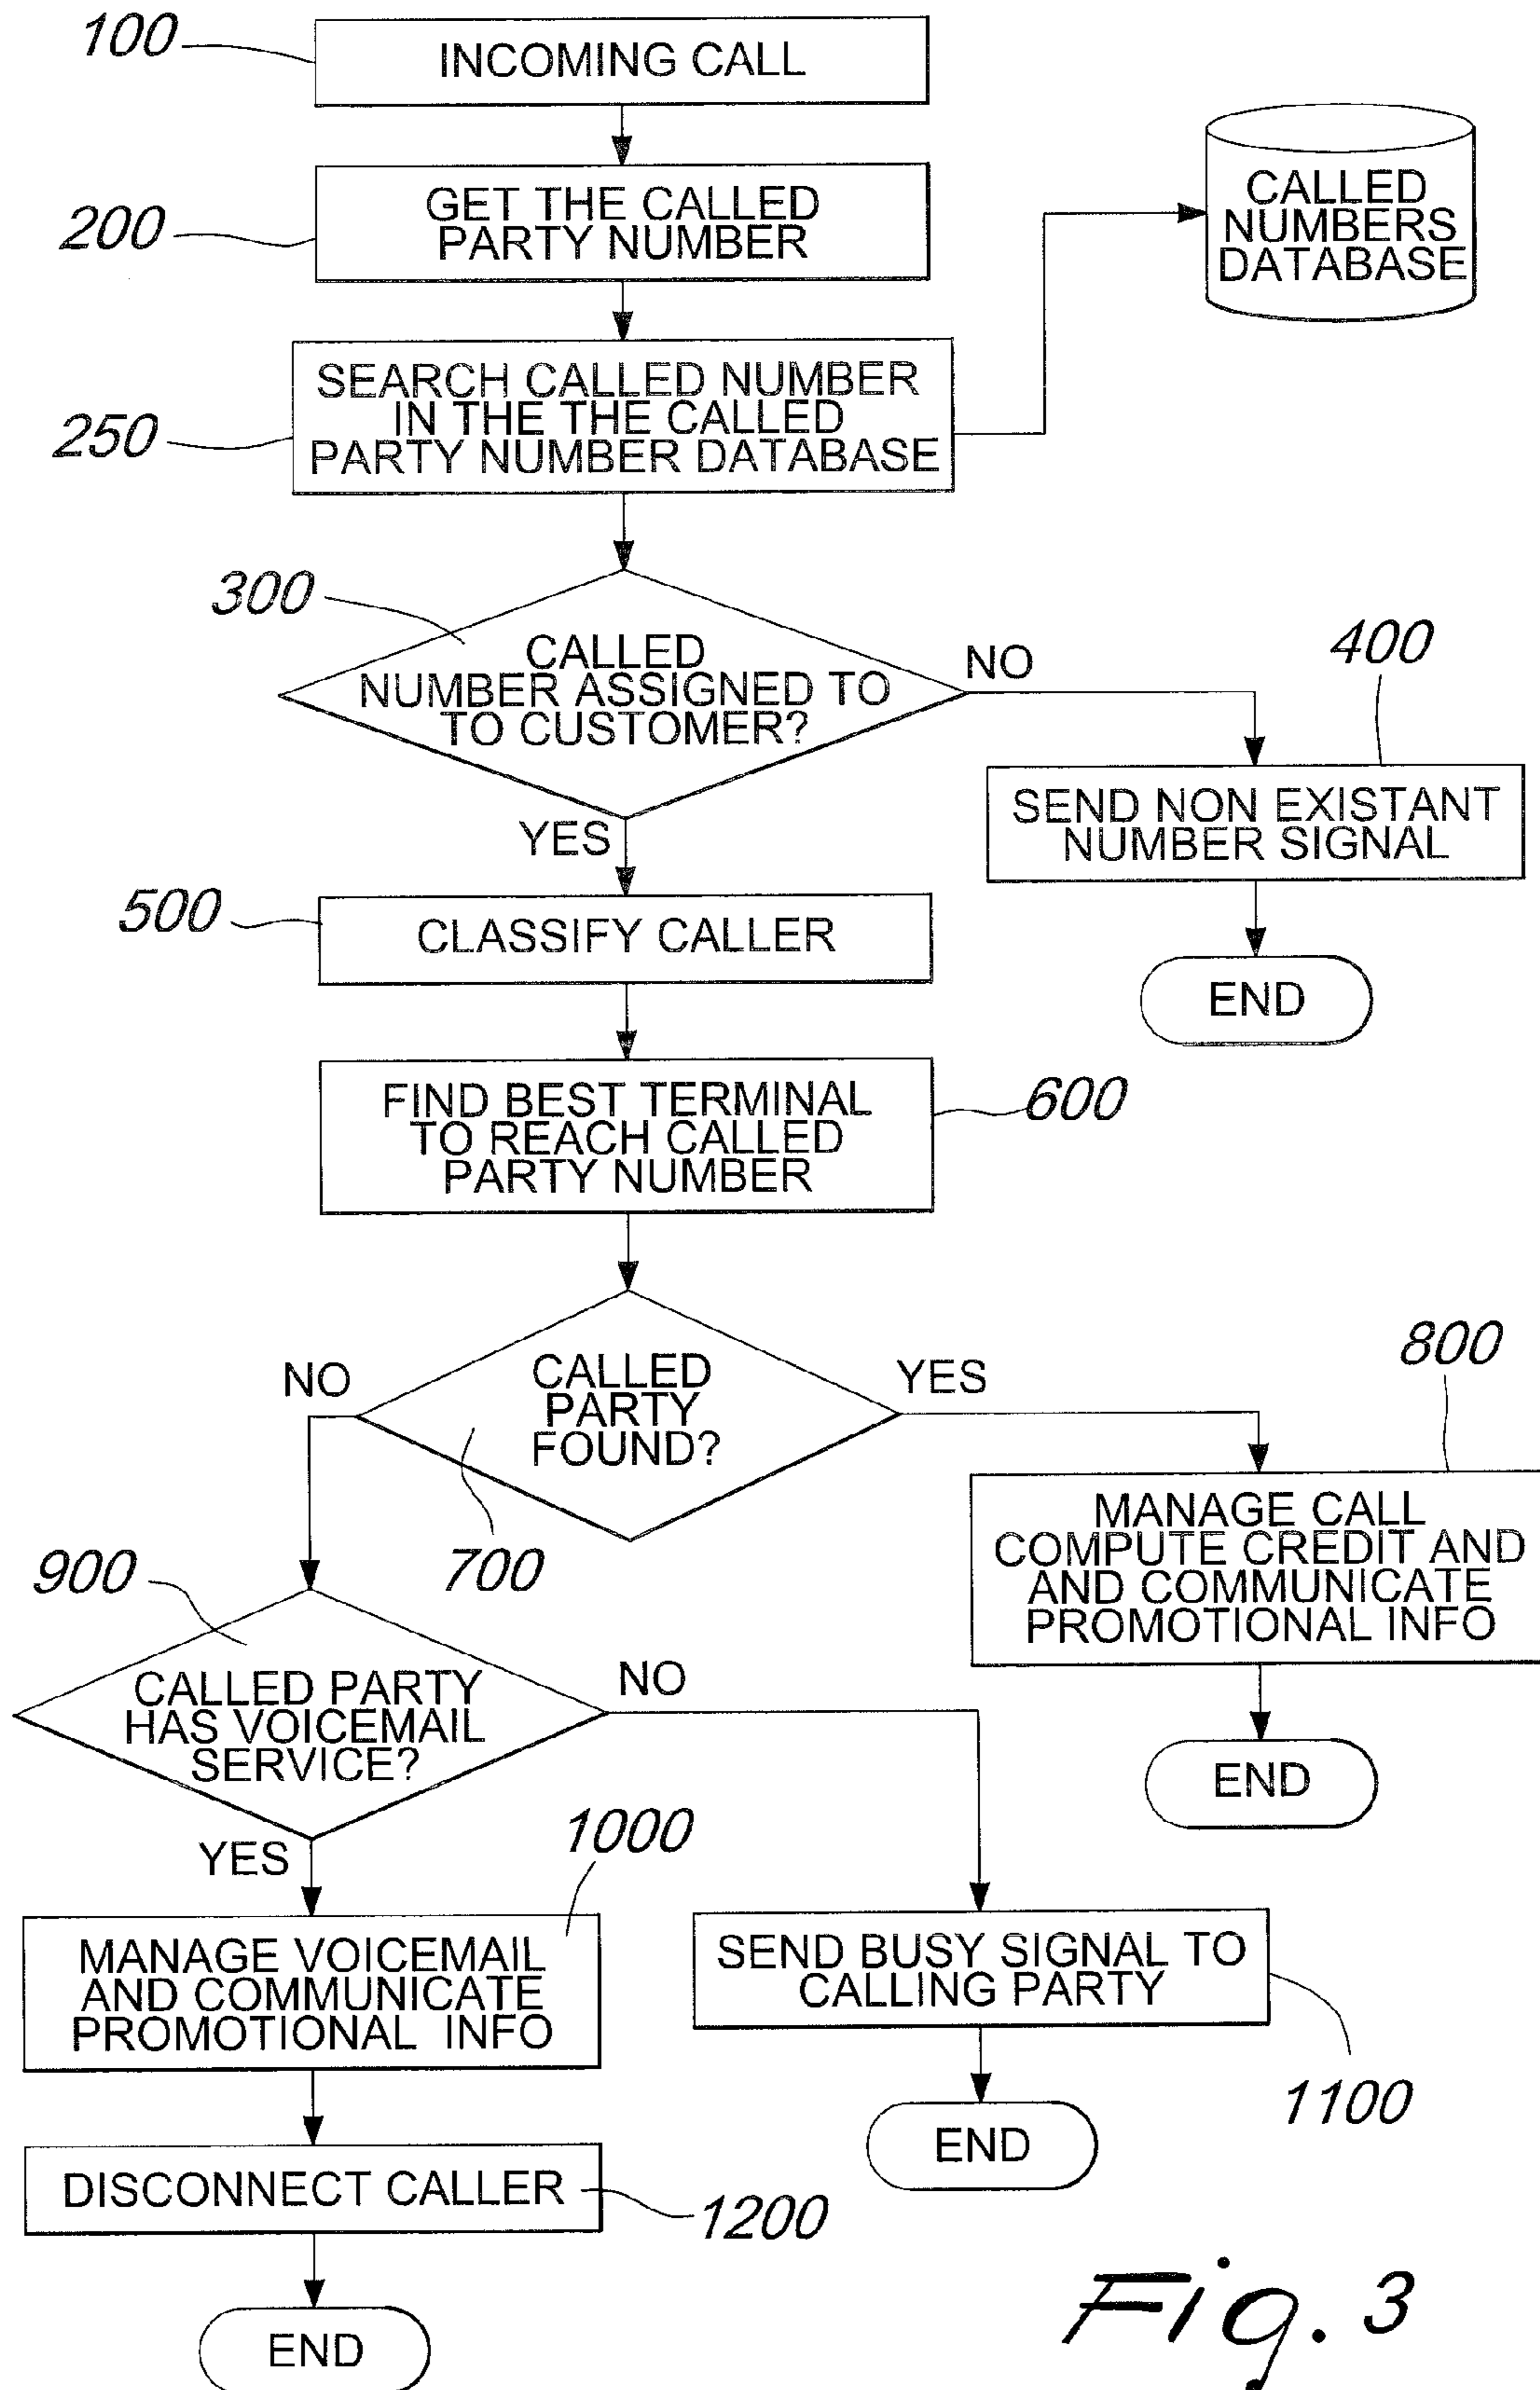 100
INCOMING CALL
200
GET THE CALLED
PARTY NUMBER
CALLED
NUMBERS
DATABASE
250
SEARCH CALLED NUMBER
IN THE THE CALLED
PARTY NUMBER DATABASE
300
CALLED
NUMBER ASSIGNED TO
TO CUSTOMER?
NO
400
SEND NON EXISTANT
NUMBER SIGNAL
END
YES
500
CLASSIFY CALLER
FIND BEST TERMINAL
TO REACH CALLED
PARTY NUMBER
600
CALLED
PARTY
FOUND?
700
NO
YES
800
MANAGE CALL
COMPUTE CREDIT AND
AND COMMUNICATE
PROMOTIONAL INFO
END
900
CALLED PARTY
HAS VOICEMAIL
SERVICE?
NO
YES
1000
MANAGE VOICEMAIL
AND COMMUNICATE
PROMOTIONAL INFO
SEND BUSY SIGNAL TO
CALLING PARTY
1100
END
DISCONNECT CALLER
1200
END
Fig. 3